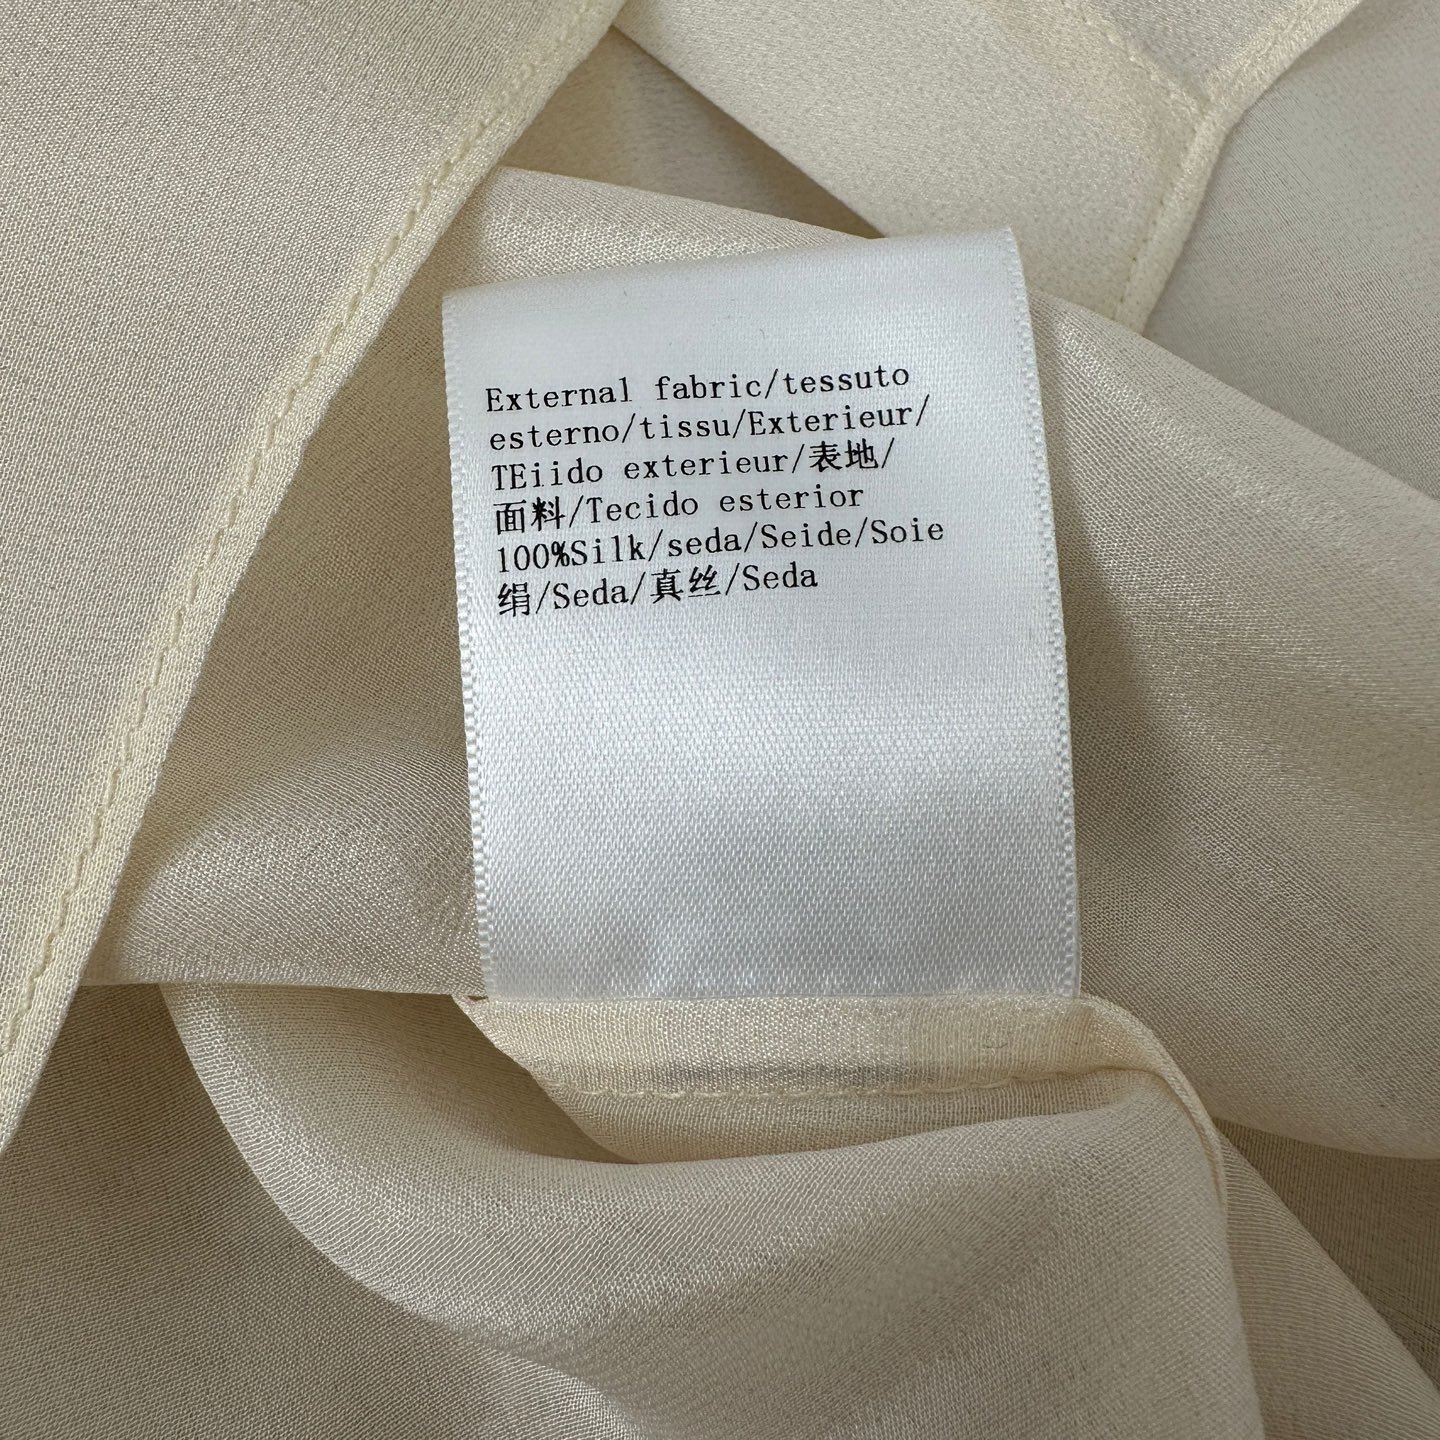 External fabric/tessuto
esterno/tissu/Exterieur/
TEiido exterieur/表地/
面料/Tecido esterior
100%Silk/seda/Seide/Soie
绢/Seda/真丝/Seda